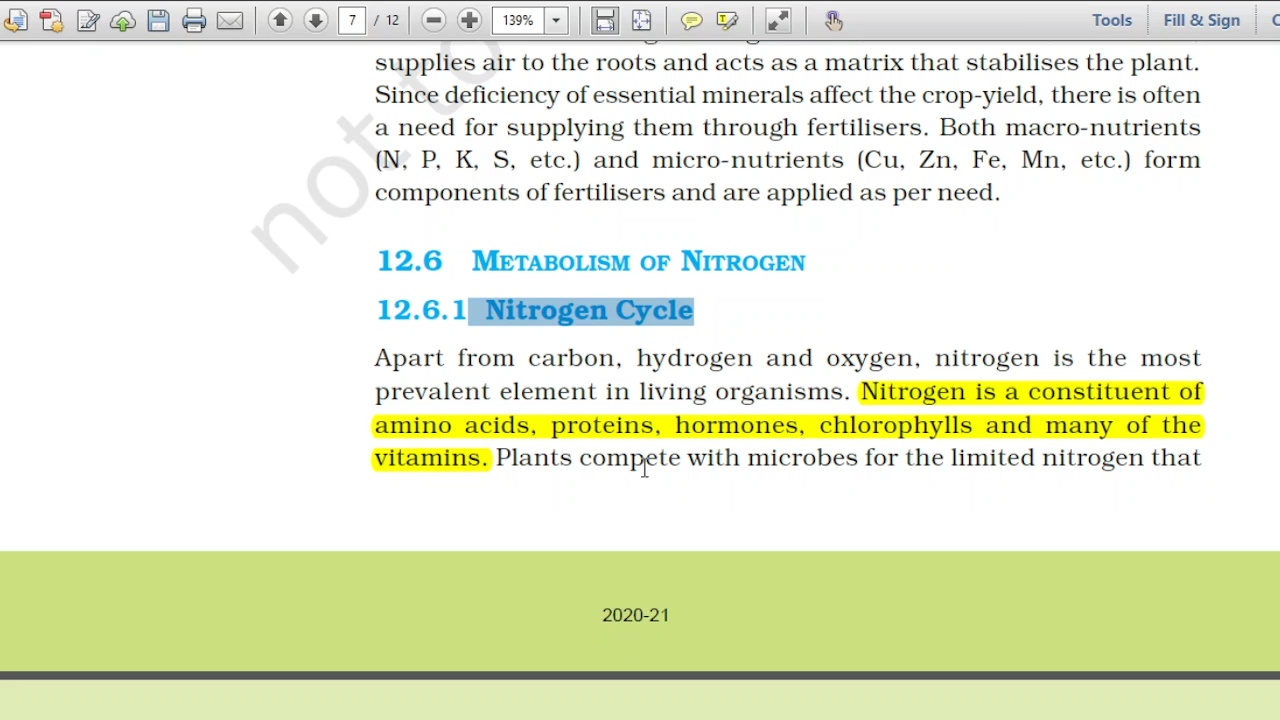 7 / 12 139% Tools Fill & Sign
supplies air to the roots and acts as a matrix that stabilises the plant.
Since deficiency of essential minerals affect the crop-yield, there is often
a need for supplying them through fertilisers. Both macro-nutrients
(N, P, K, S, etc.) and micro-nutrients (Cu, Zn, Fe, Mn, etc.) form
components of fertilisers and are applied as per need.
not to
12.6 METABOLISM OF NITROGEN
12.6.1 Nitrogen Cycle
Apart from carbon, hydrogen and oxygen, nitrogen is the most
prevalent element in living organisms. Nitrogen is a constituent of
amino acids, proteins, hormones, chlorophylls and many of the
vitamins. Plants compete with microbes for the limited nitrogen that
2020-21